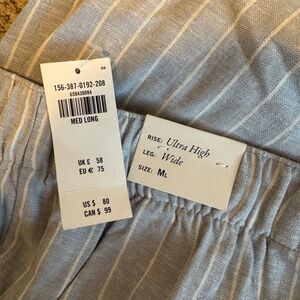 156-387-0192-208
650438084
MED LONG
UK £ 58
EU € 75
US $ 80
CAN $ 99
RISE: Ultra High
LEG: Wide
SIZE: ML